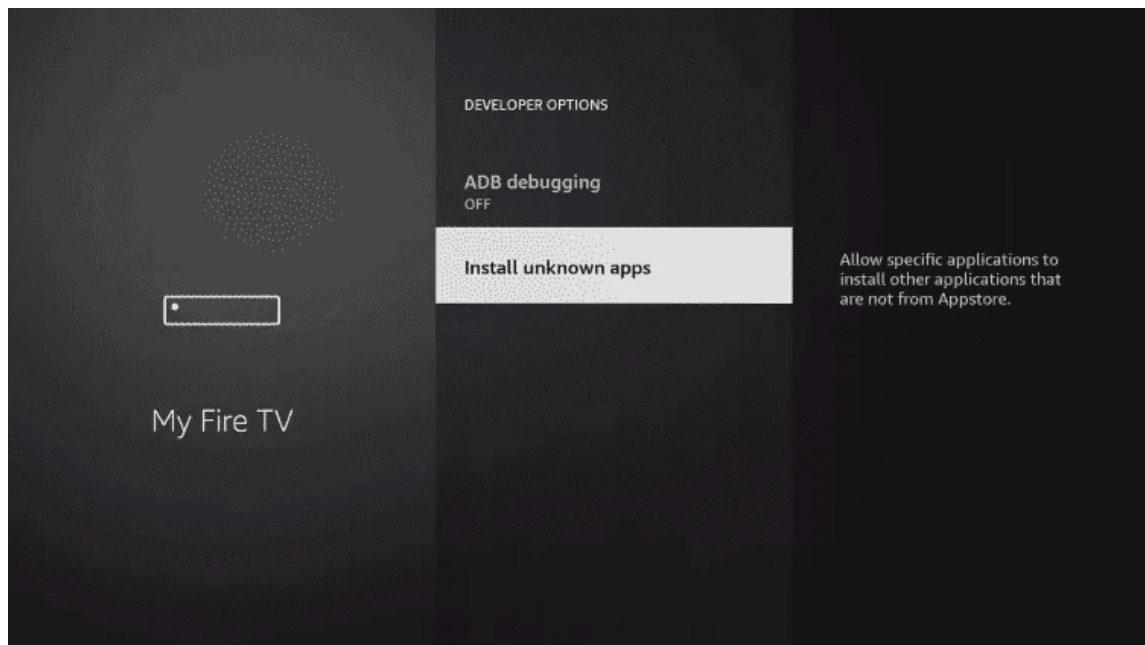 DEVELOPER OPTIONS
ADB debugging
OFF
Install unknown apps
Allow specific applications to
install other applications that
are not from Appstore.
My Fire TV